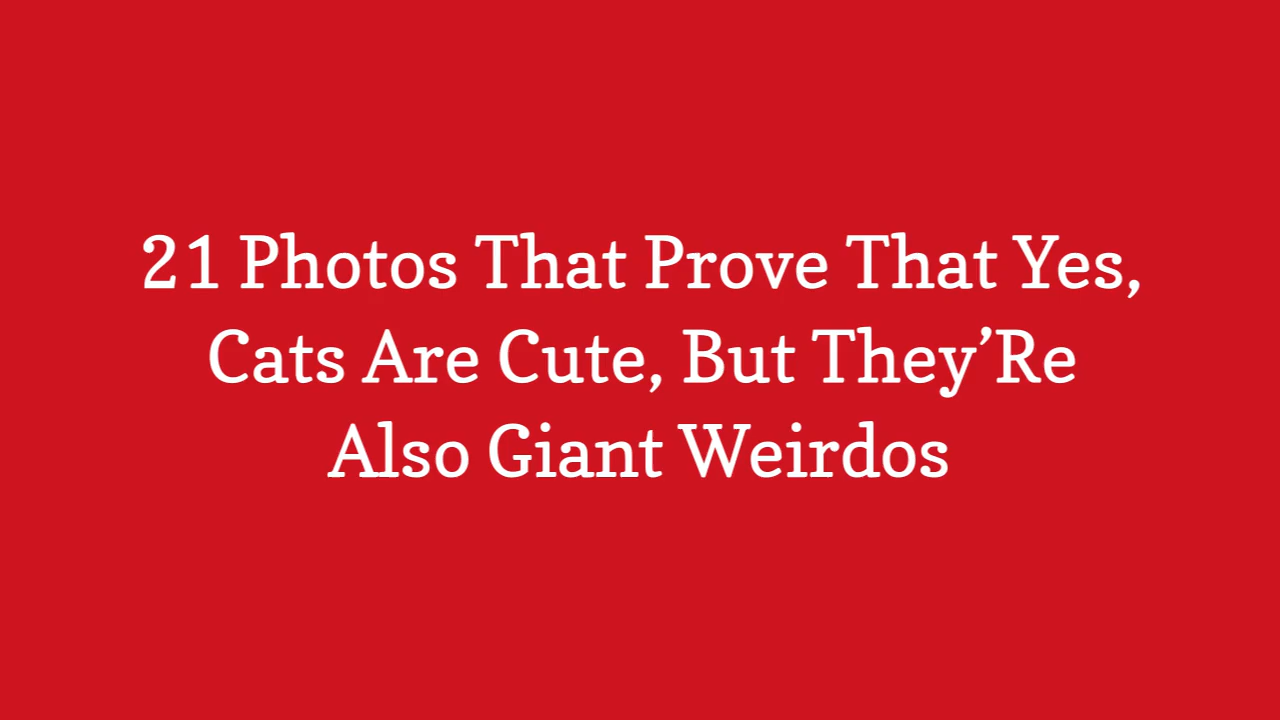 21 Photos That Prove That Yes,
Cats Are Cute, But They’Re
Also Giant Weirdos